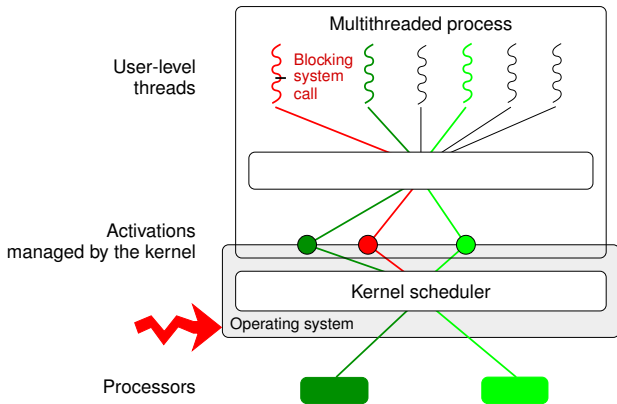 Multithreaded process
User-level
threads
Blocking
system
call
Activations
managed by the kernel
Kernel scheduler
Operating system
Processors